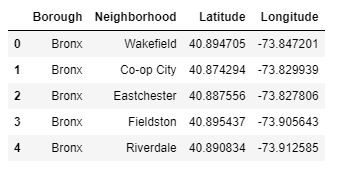 Borough Neighborhood Latitude Longitude
0 Bronx Wakefield 40.894705 -73.847201
1 Bronx Co-op City 40.874294 -73.829939
2 Bronx Eastchester 40.887556 -73.827806
3 Bronx Fieldston 40.895437 -73.905643
4 Bronx Riverdale 40.890834 -73.912585